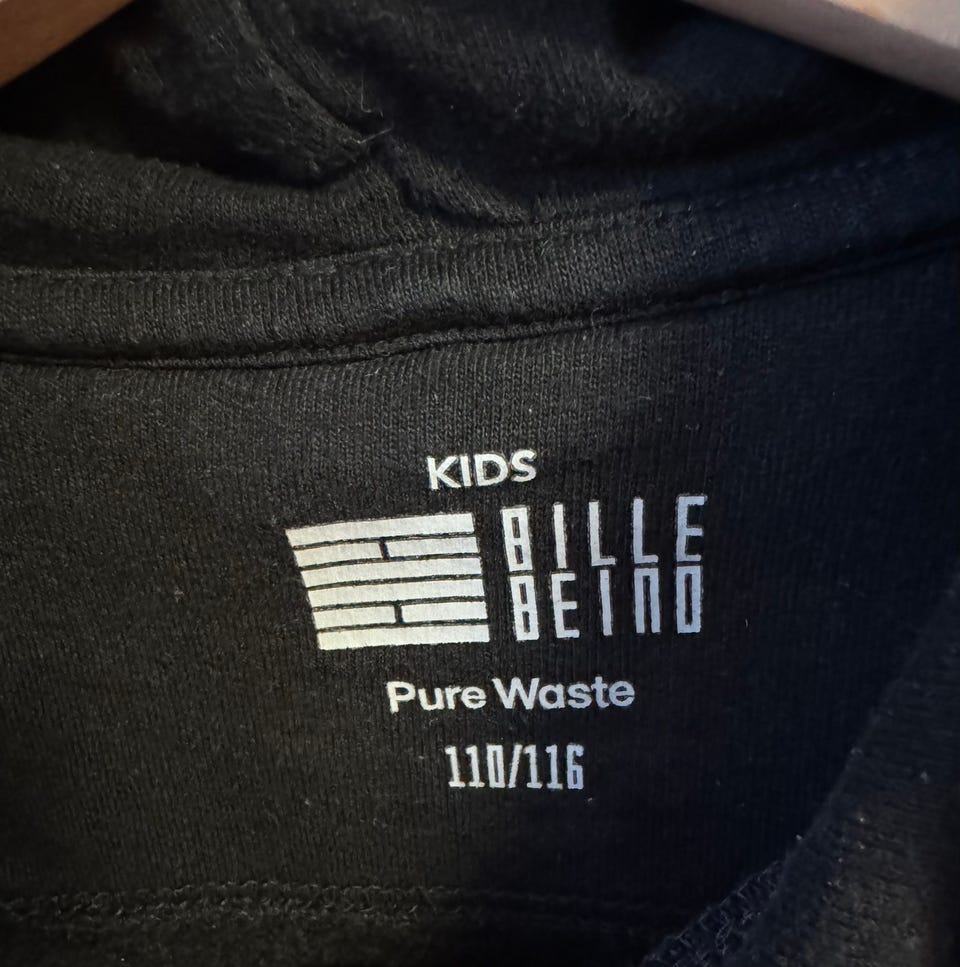 KIDS
BILLE
BEINO
Pure Waste
110/116